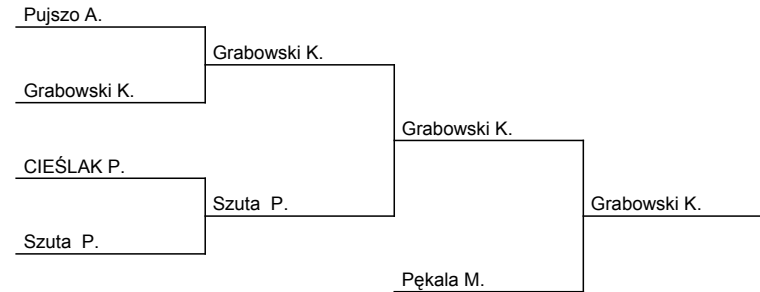 Pujszo A.
Grabowski K.
Grabowski K.
Grabowski K.
CIEŚLAK P.
Szuta P.
Grabowski K.
Szuta P.
Pękala M.